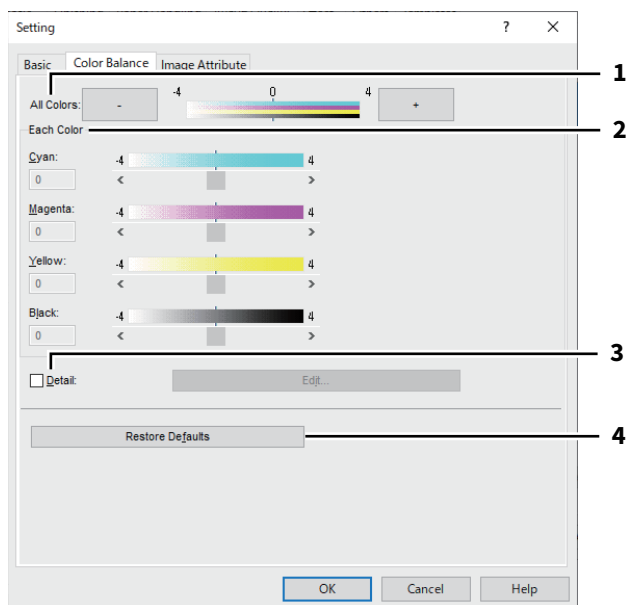 Setting ?
Basic Color Balance Image Attribute
1
All Colors: - -4 0 4 +
Each Color 2
Cyan: -4 4
0 < >
Magenta: -4 4
0 < >
Yellow: -4 4
0 < >
Black: -4 4
0 < >
3
Detail: Edit...
Restore Defaults 4
OK Cancel Help